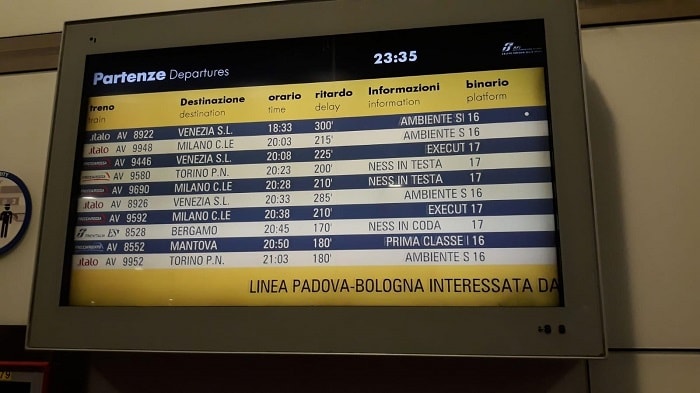 Partenze Departures 23:35
treno Destinazione orario ritardo Informazioni binario
train destination time delay information platform
.italo AV 8922 VENEZIA S.L. 18:33 300' AMBIENTE SI 16
italo AV 9948 MILANO C.LE 20:03 215' AMBIENTE S 16
AV 9446 VENEZIA S.L. 20:08 225' EXECUT 17
AV 9580 TORINO P.N. 20:23 200' NESS IN TESTA 17
AV 9690 MILANO C.LE 20:28 210' NESS IN TESTA 17
italo AV 8926 VENEZIA S.L. 20:33 285' AMBIENTE S 16
AV 9592 MILANO C.LE 20:38 210' EXECUT 17
8528 BERGAMO 20:45 170' NESS IN CODA 17
AV 8552 MANTOVA 20:50 180' PRIMA CLASSE I 16
italo AV 9952 TORINO P.N. 21:03 180' AMBIENTE S 16
LINEA PADOVA-BOLOGNA INTERESSATA DA